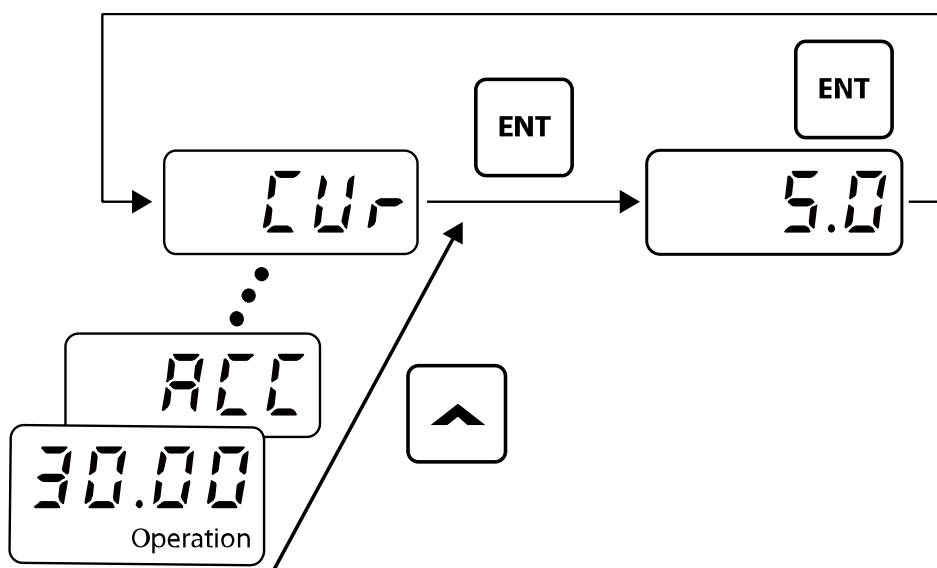 ENT
ENT
CUr
5.0
ACC
30.00
Operation